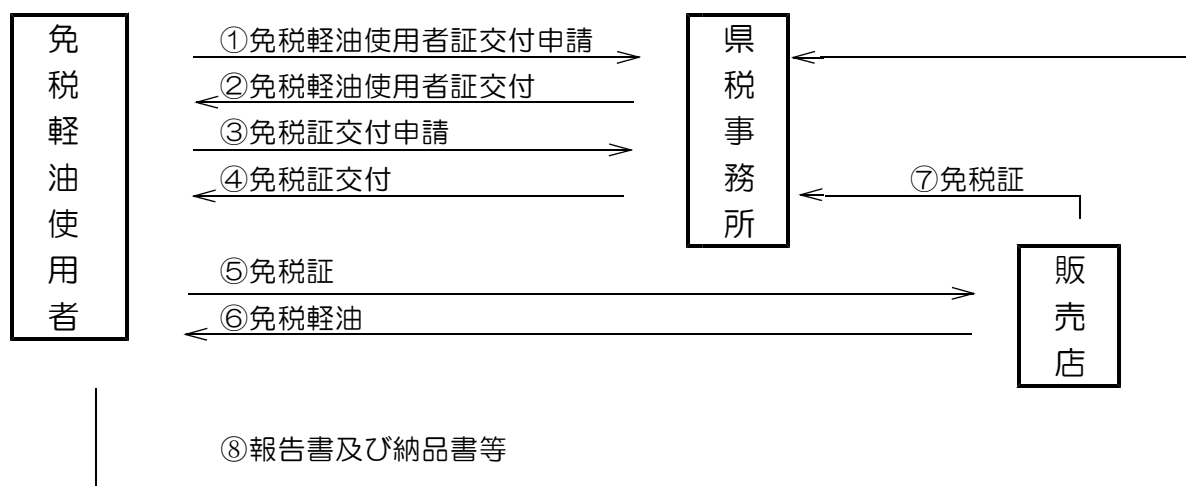 免税軽油使用者
①免税軽油使用者証交付申請
②免税軽油使用者証交付
③免税証交付申請
④免税証交付
県税事務所
⑦免税証
⑤免税証
⑥免税軽油
販売店
⑧報告書及び納品書等